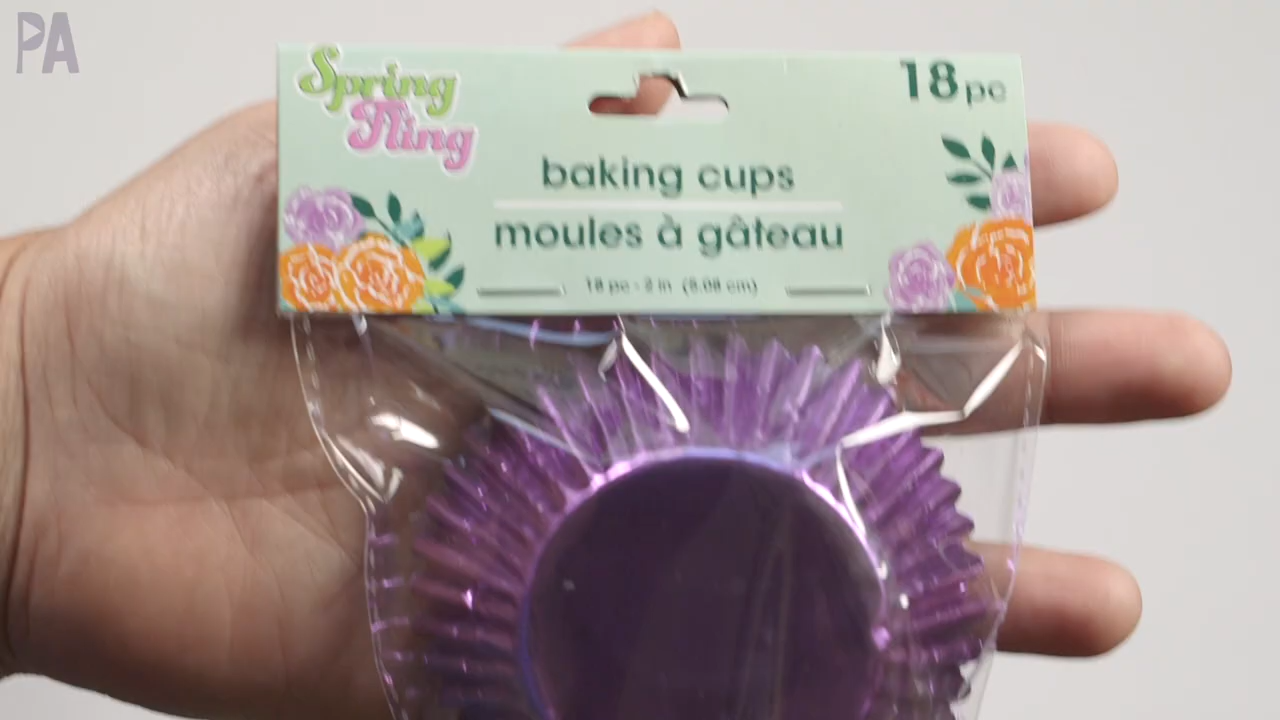 PA
Spring
Fling
18 pc
baking cups
moules à gâteau
18 pc - 2 in (5.08 cm)